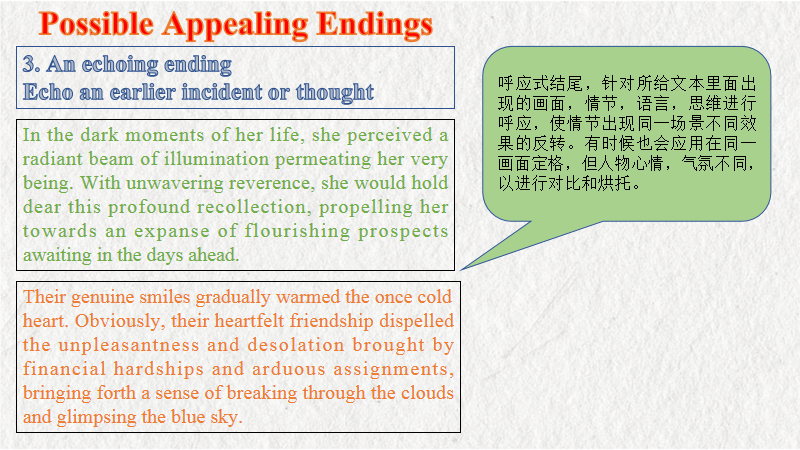 Possible Appealing Endings
3. An echoing ending
Echo an earlier incident or thought
In the dark moments of her life, she perceived a
radiant beam of illumination permeating her very
being. With unwavering reverence, she would hold
dear this profound recollection, propelling her
towards an expanse of flourishing prospects
awaiting in the days ahead.
Their genuine smiles gradually warmed the once cold
heart. Obviously, their heartfelt friendship dispelled
the unpleasantness and desolation brought by
financial hardships and arduous assignments,
bringing forth a sense of breaking through the clouds
and glimpsing the blue sky.
呼应式结尾，针对所给文本里面出
现的画面，情节，语言，思维进行
呼应，使情节出现同一场景不同效
果的反转。有时候也会应用在同一
画面定格，但人物心情，气氛不同，
以进行对比和烘托。